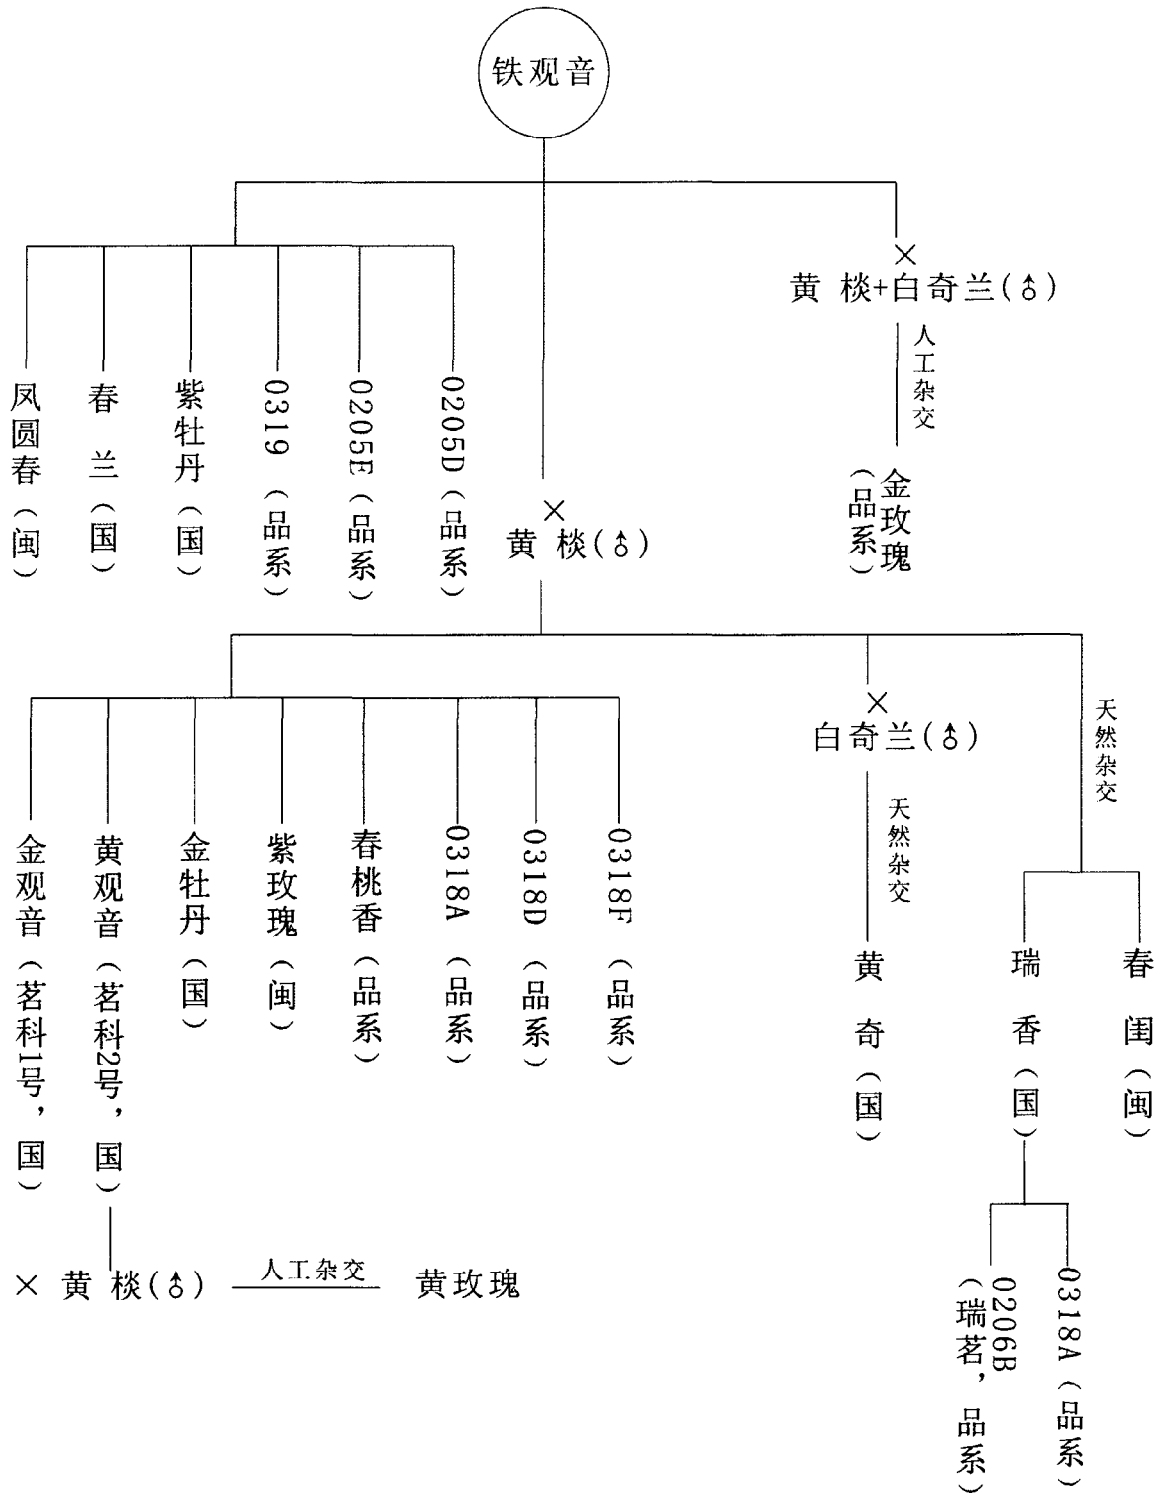 铁观音
×
黄 棪+白奇兰(♂)
人工杂交
金玫瑰
(品系)
凤圆春(闽)
春 兰(国)
紫牡丹(国)
0319 (品系)
0205E(品系)
0205D(品系)
×
黄 棪(♂)
×
白奇兰(♂)
天然杂交
黄 奇(国)
天然杂交
金观音(茗科1号,国)
黄观音(茗科2号,国)
金牡丹(国)
紫玫瑰(闽)
春桃香(品系)
0318A (品系)
0318D (品系)
0318F (品系)
瑞 香(国)
春 闺(闽)
× 黄 棪(♂)
人工杂交
黄玫瑰
0206B
(瑞茗,品系)
0318A(品系)